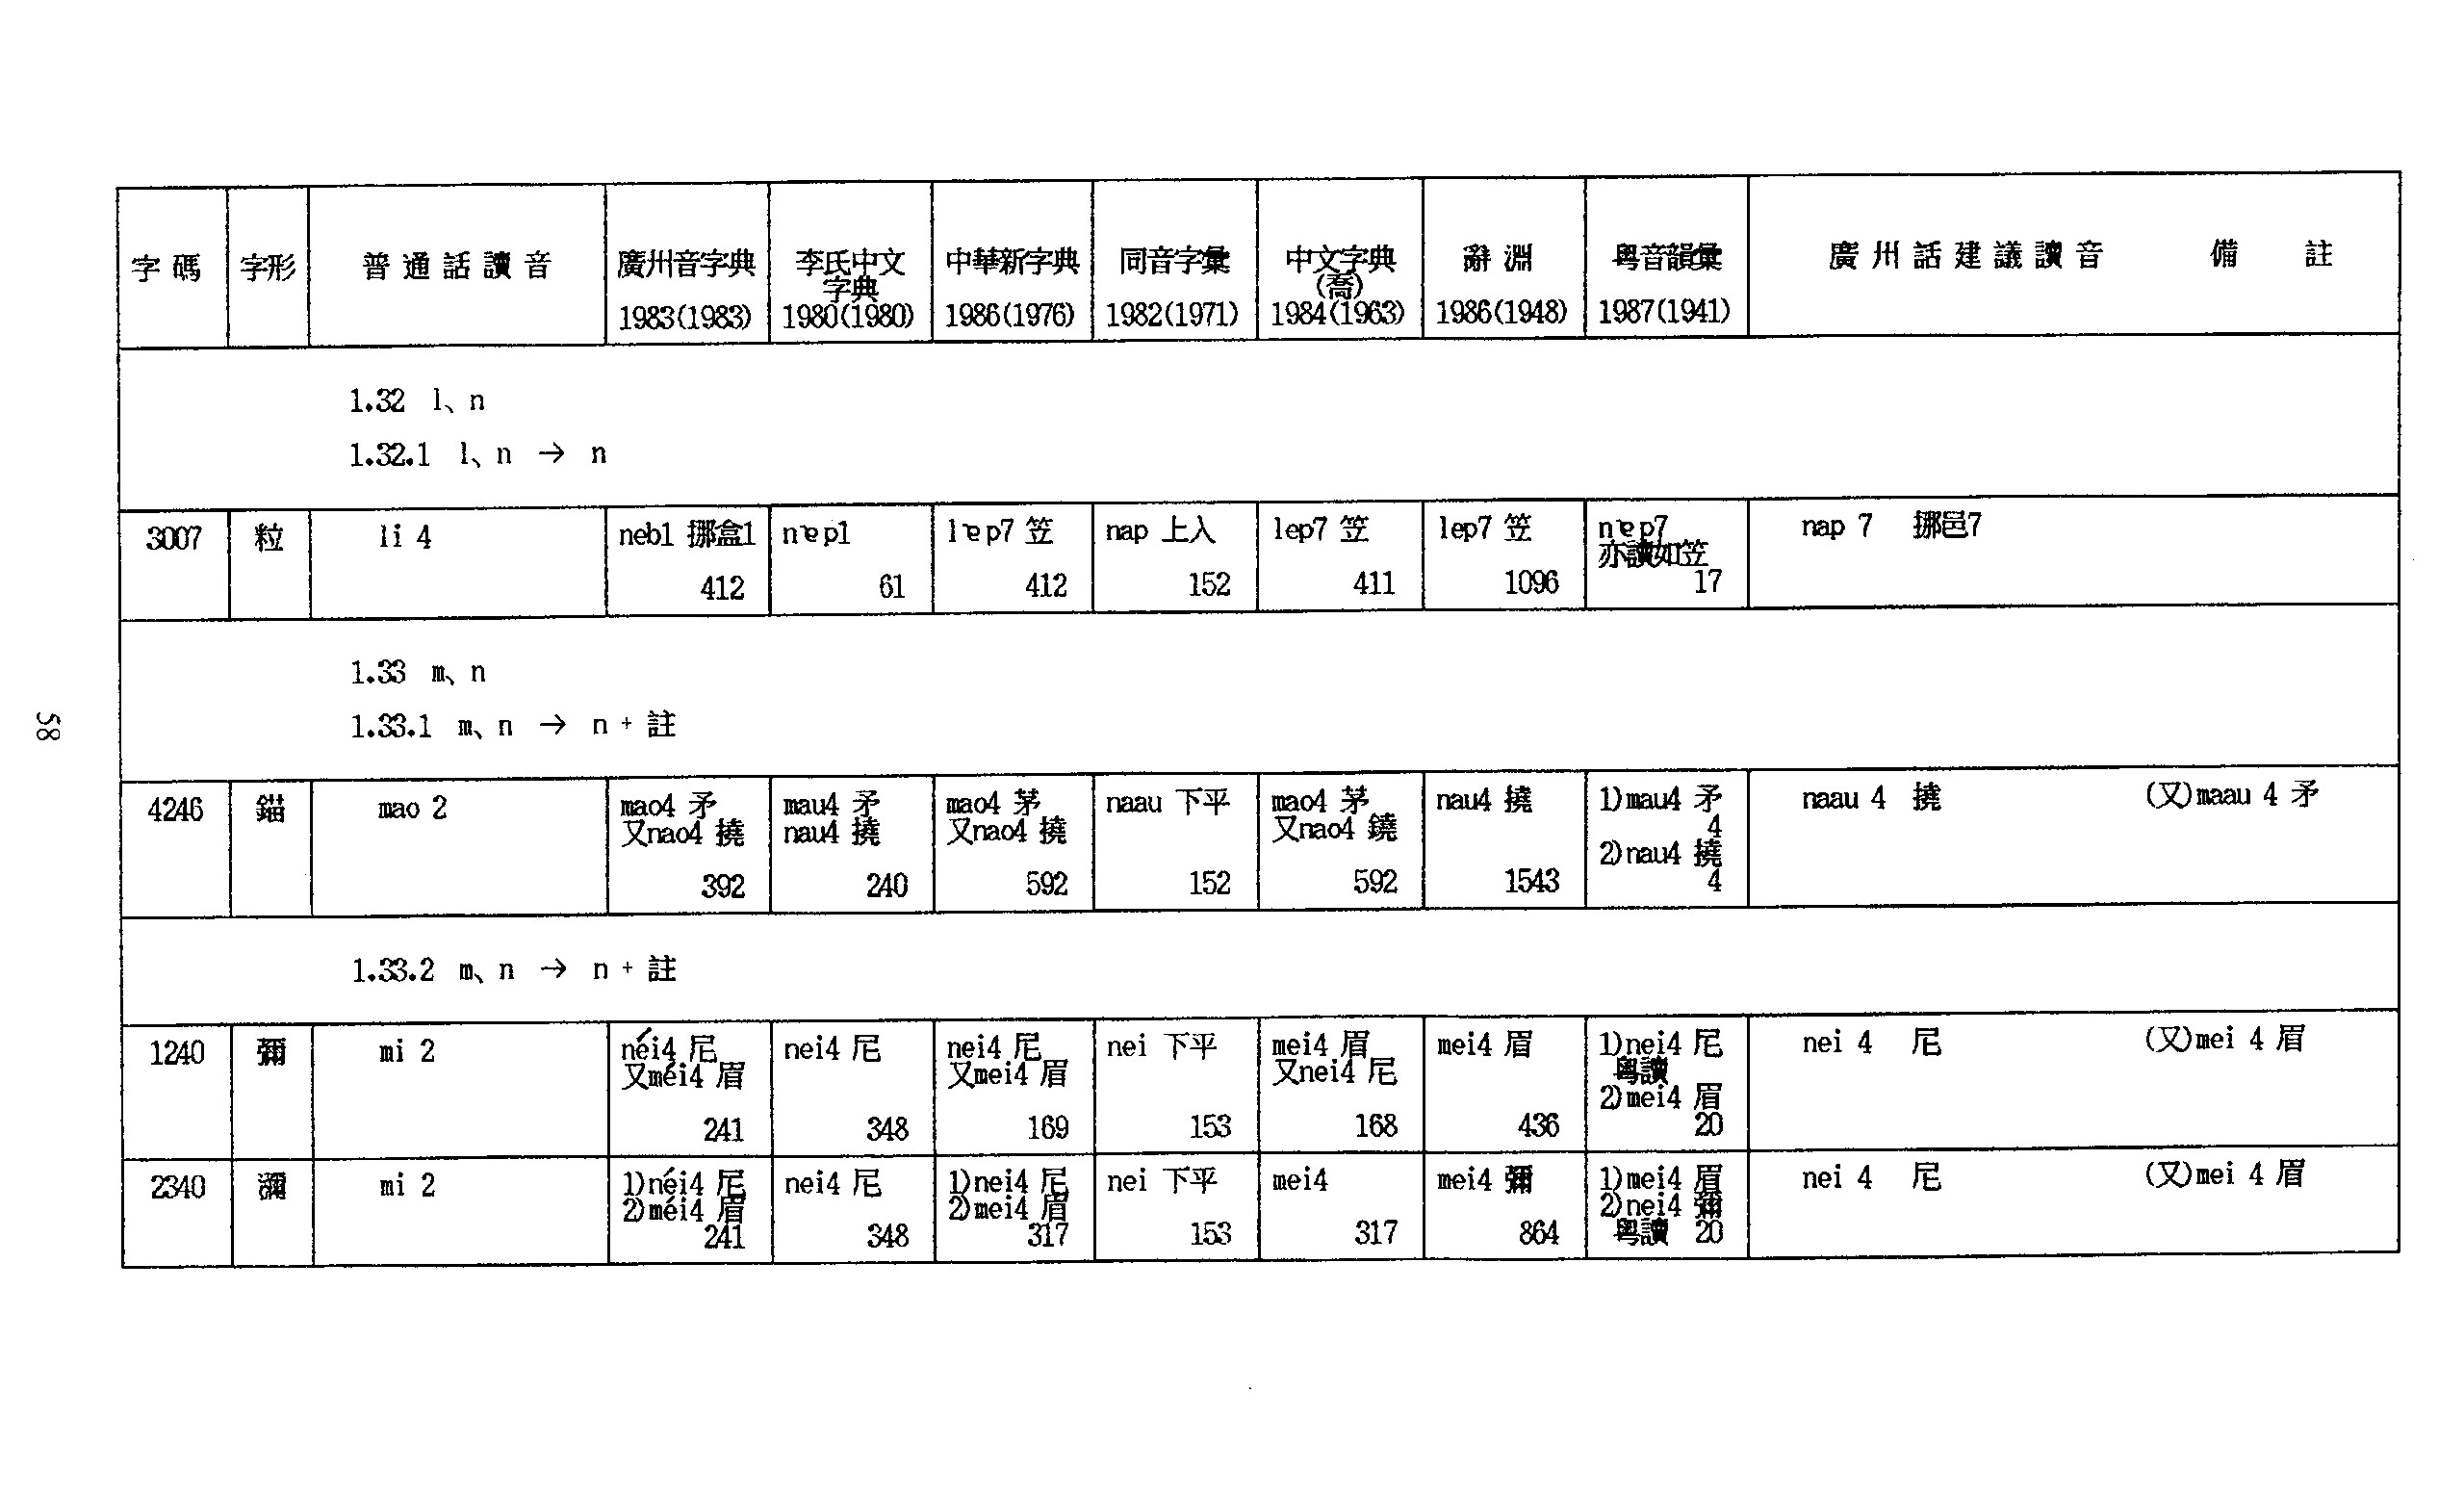 字碼 字形 普通話讀音 廣州音字典 1983(1983) 李氏中文字典 1980(1980) 中華新字典 1986(1976) 同音字彙 1982(1971) 中文字典(喬) 1984(1963) 辭淵 1986(1948) 粵音韻彙 1987(1941) 廣州話建議讀音 備註
1.32 l、n
1.32.1 l、n → n
3007 粒 li 4 neb1 挪盒1 412 nɐp1 61 lɐp7 笠 412 nap 上入 152 lep7 笠 411 lep7 笠 1096 nɐp7 亦讀如笠 17 nap 7 挪邑7
1.33 m、n
1.33.1 m、n → n + 註
4246 錨 mao 2 mao4 矛 又nao4 撓 392 mau4 矛 nau4 撓 240 mao4 茅 又nao4 撓 592 naau 下平 152 mao4 茅 又nao4 鐃 592 nau4 撓 1543 1)mau4 矛 4 2)nau4 撓 4 naau 4 撓 (又)maau 4 矛
1.33.2 m、n → n + 註
1240 彌 mi 2 néi4 尼 又méi4 眉 241 nei4 尼 348 nei4 尼 又mei4 眉 169 nei 下平 153 mei4 眉 又nei4 尼 168 mei4 眉 436 1)nei4 尼 粵讀 2)mei4 眉 20 nei 4 尼 (又)mei 4 眉
2340 瀰 mi 2 1)néi4 尼 2)méi4 眉 241 nei4 尼 348 1)nei4 尼 2)mei4 眉 317 nei 下平 153 mei4 317 mei4 彌 864 1)mei4 眉 2)nei4 彌 粵讀 20 nei 4 尼 (又)mei 4 眉
58